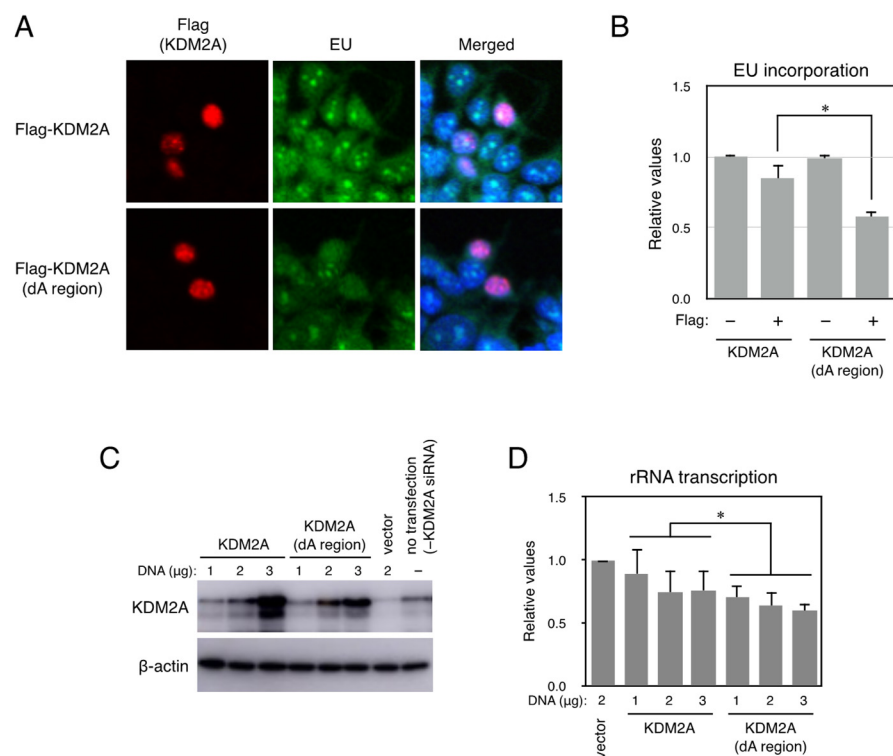 A
Flag
(KDM2A)
EU
Merged
Flag-KDM2A
Flag-KDM2A
(dA region)
B
EU incorporation
Relative values
1.5
1.0
0.5
0.0
*
Flag: – + – +
KDM2A
KDM2A
(dA region)
C
KDM2A
KDM2A
(dA region)
vector
no transfection
(–KDM2A siRNA)
DNA (μg): 1 2 3 1 2 3 2 –
KDM2A
β-actin
D
rRNA transcription
Relative values
1.5
1.0
0.5
0.0
*
DNA (μg): 2 1 2 3 1 2 3
vector
KDM2A
KDM2A
(dA region)